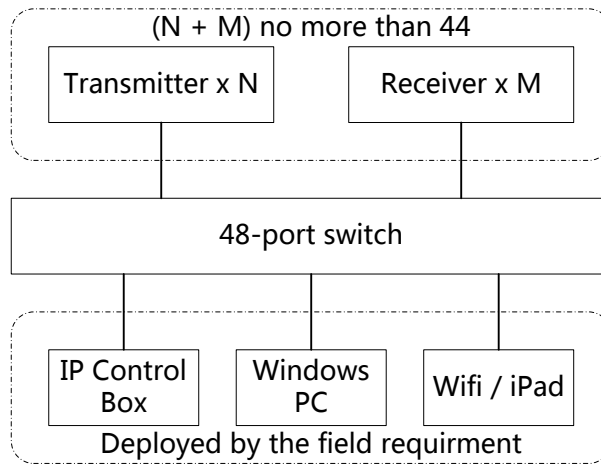 (N + M) no more than 44
Transmitter x N
Receiver x M
48-port switch
IP Control
Box
Windows
PC
Wifi / iPad
Deployed by the field requirment